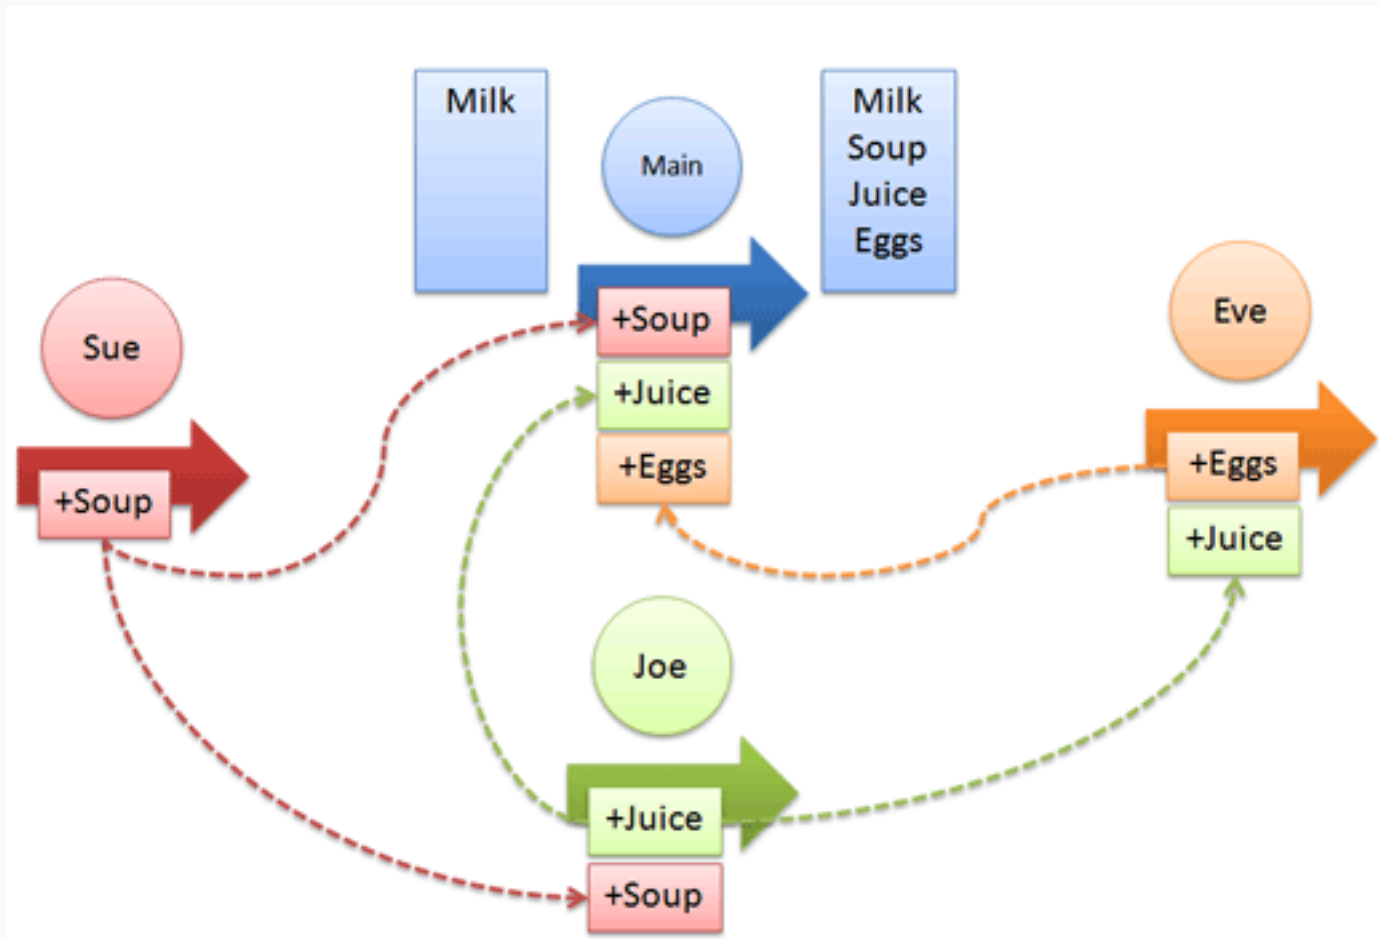 Milk
Main
Milk
Soup
Juice
Eggs
Sue
+Soup
+Soup
+Juice
+Eggs
Eve
+Eggs
+Juice
Joe
+Juice
+Soup